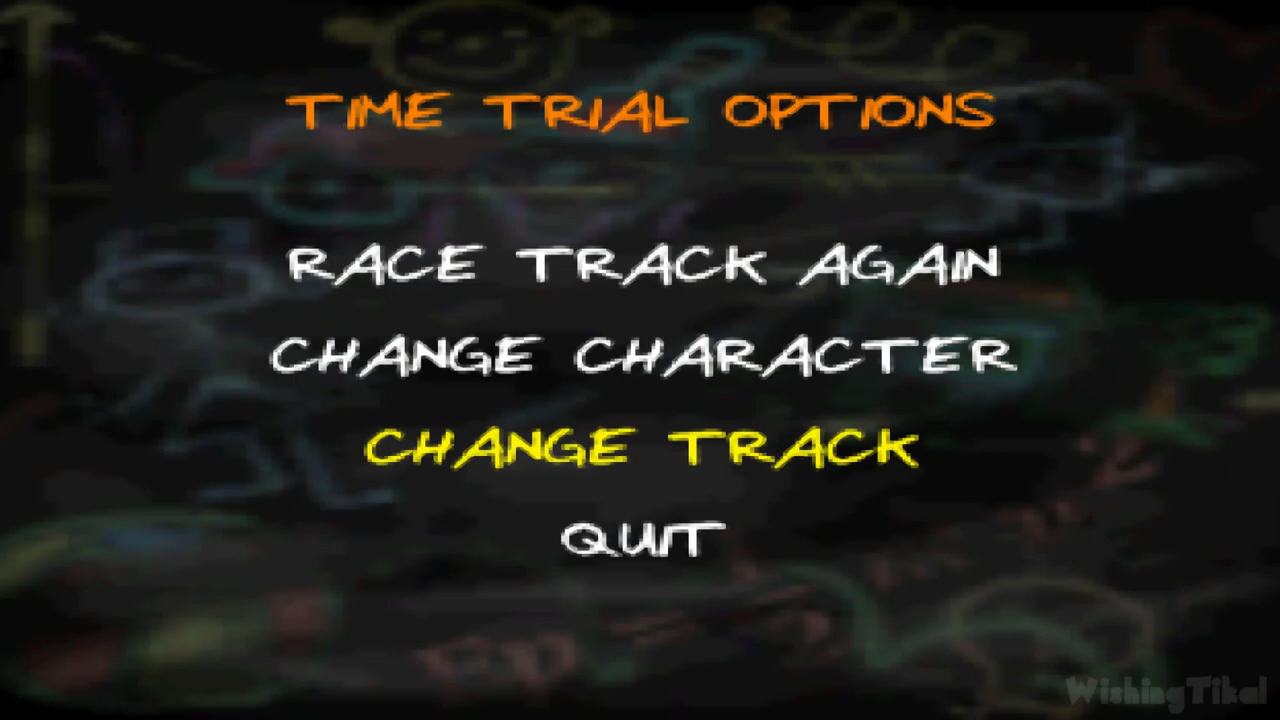 TIME TRIAL OPTIONS
RACE TRACK AGAIN
CHANGE CHARACTER
CHANGE TRACK
QUIT
WishingTikal